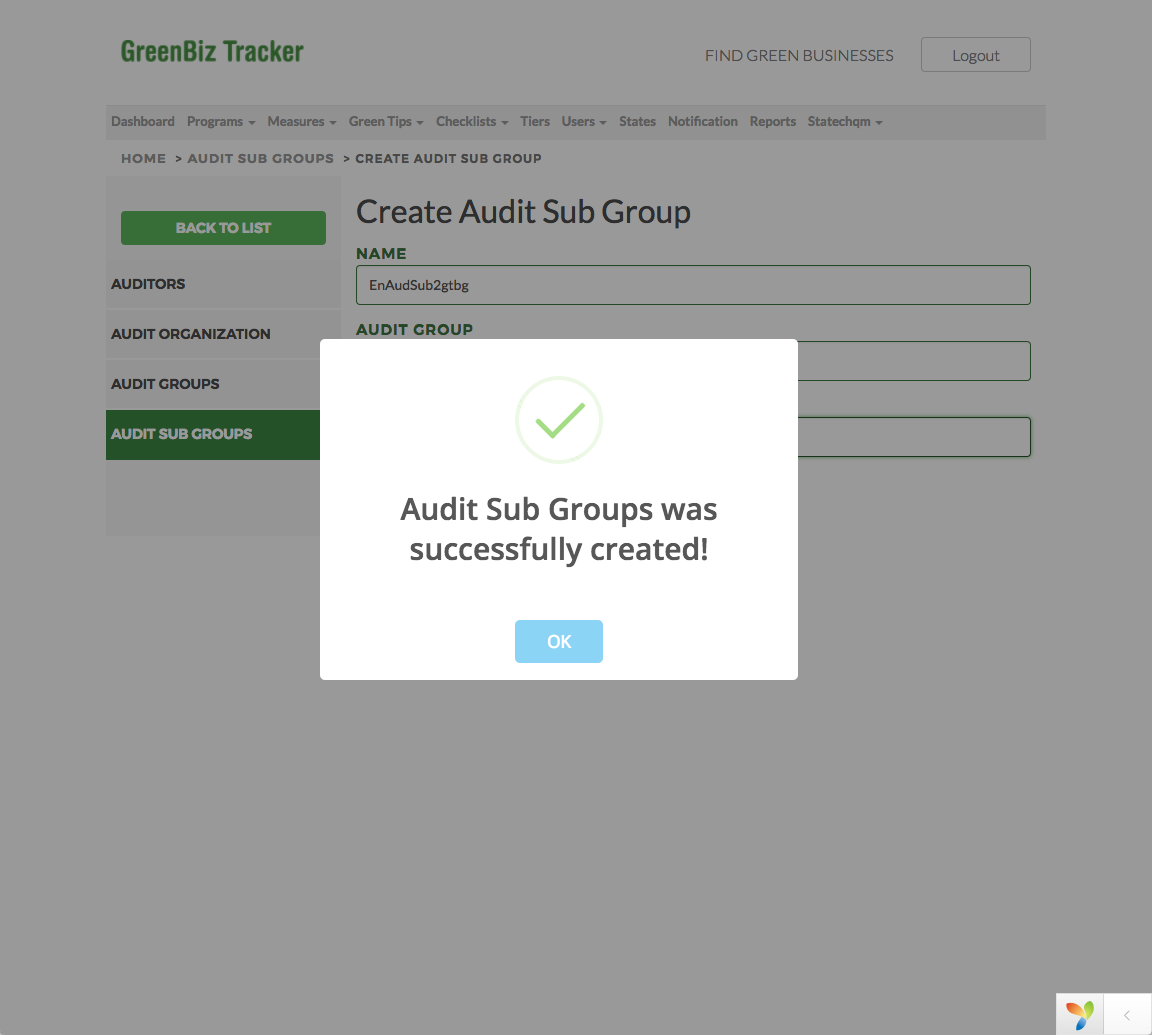 GreenBiz Tracker
FIND GREEN BUSINESSES
Logout
Dashboard Programs Measures Green Tips Checklists Tiers Users States Notification Reports Statechqm
HOME > AUDIT SUB GROUPS > CREATE AUDIT SUB GROUP
BACK TO LIST
AUDITORS
AUDIT ORGANIZATION
AUDIT GROUPS
AUDIT SUB GROUPS
Create Audit Sub Group
NAME
EnAudSub2gtbg
AUDIT GROUP
Audit Sub Groups was
successfully created!
OK